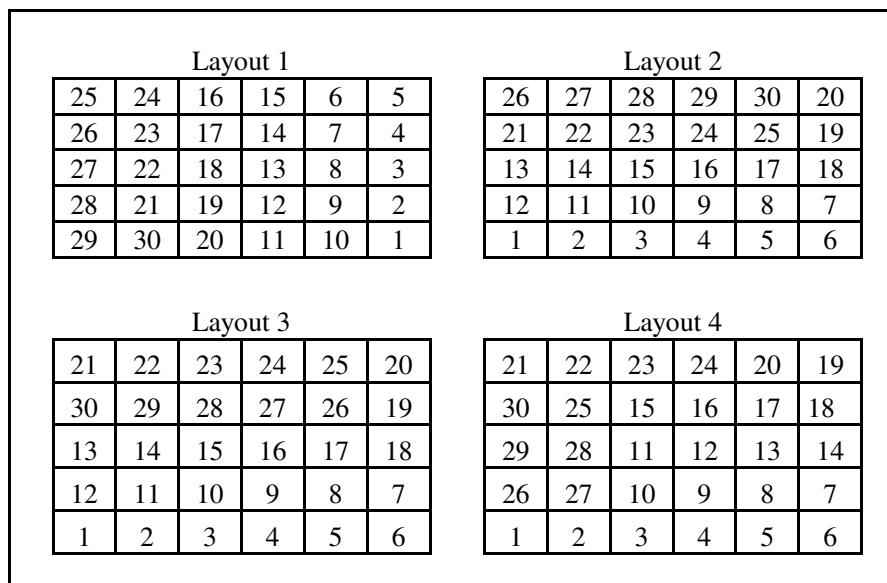 Layout 1
25 24 16 15 6 5
26 23 17 14 7 4
27 22 18 13 8 3
28 21 19 12 9 2
29 30 20 11 10 1
Layout 2
26 27 28 29 30 20
21 22 23 24 25 19
13 14 15 16 17 18
12 11 10 9 8 7
1 2 3 4 5 6
Layout 3
21 22 23 24 25 20
30 29 28 27 26 19
13 14 15 16 17 18
12 11 10 9 8 7
1 2 3 4 5 6
Layout 4
21 22 23 24 20 19
30 25 15 16 17 18
29 28 11 12 13 14
26 27 10 9 8 7
1 2 3 4 5 6